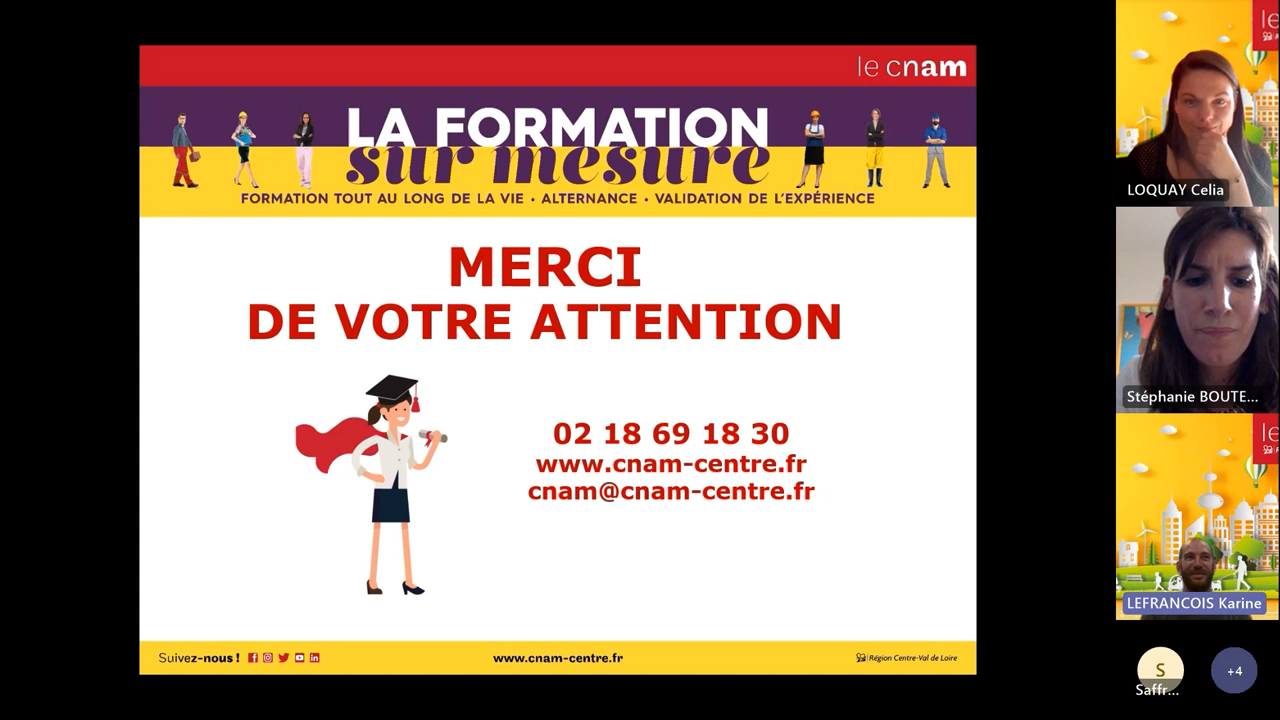 le cnam
LA FORMATION
sur mesure
FORMATION TOUT AU LONG DE LA VIE • ALTERNANCE • VALIDATION DE L'EXPÉRIENCE
MERCI
DE VOTRE ATTENTION
02 18 69 18 30
www.cnam-centre.fr
cnam@cnam-centre.fr
Suivez-nous !
www.cnam-centre.fr
Région Centre-Val de Loire
le
LOQUAY Celia
Stéphanie BOUTE...
le
LEFRANCOIS Karine
S
Saffr...
+4